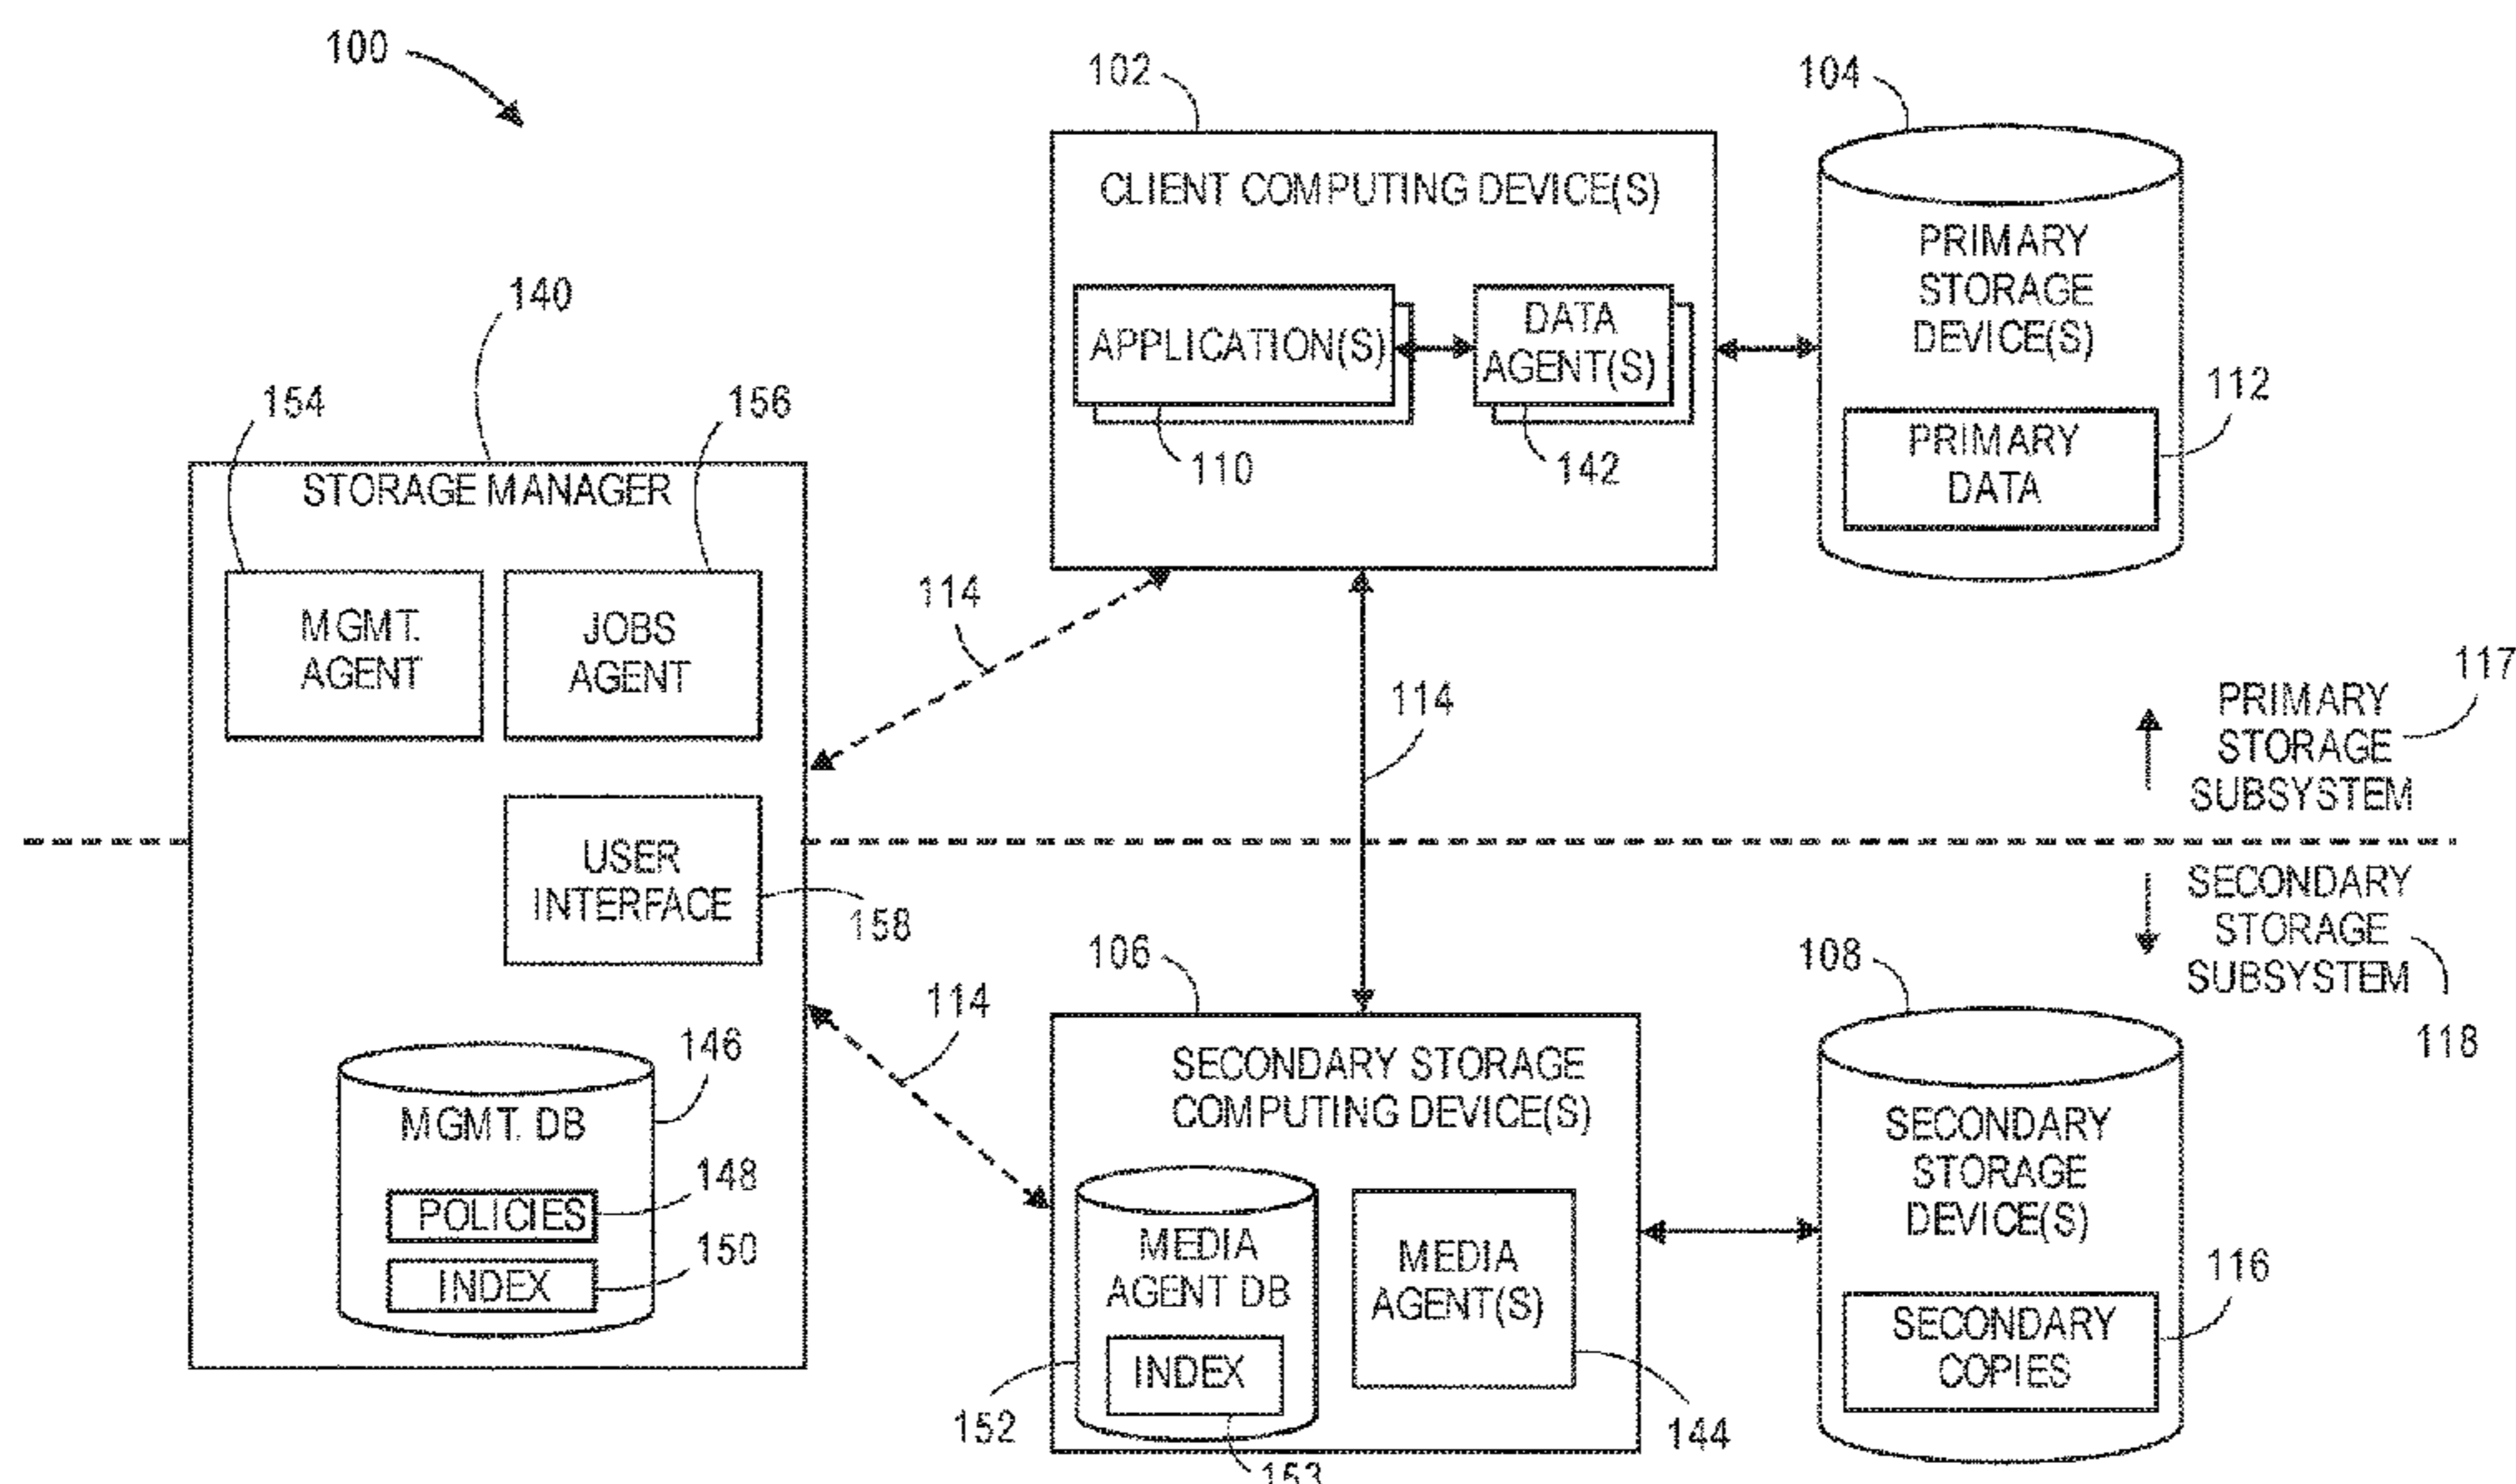 100
102
104
CLIENT COMPUTING DEVICE(S)
APPLICATION(S)
DATA
AGENT(S)
110
142
PRIMARY
STORAGE
DEVICE(S)
PRIMARY
DATA
112
140
154
156
STORAGE MANAGER
MGMT.
AGENT
JOBS
AGENT
USER
INTERFACE
158
114
114
114
PRIMARY
STORAGE
SUBSYSTEM
117
SECONDARY
STORAGE
SUBSYSTEM
118
146
MGMT. DB
POLICIES
148
INDEX
150
106
SECONDARY STORAGE
COMPUTING DEVICE(S)
MEDIA
AGENT DB
INDEX
152
153
MEDIA
AGENT(S)
144
108
SECONDARY
STORAGE
DEVICE(S)
SECONDARY
COPIES
116